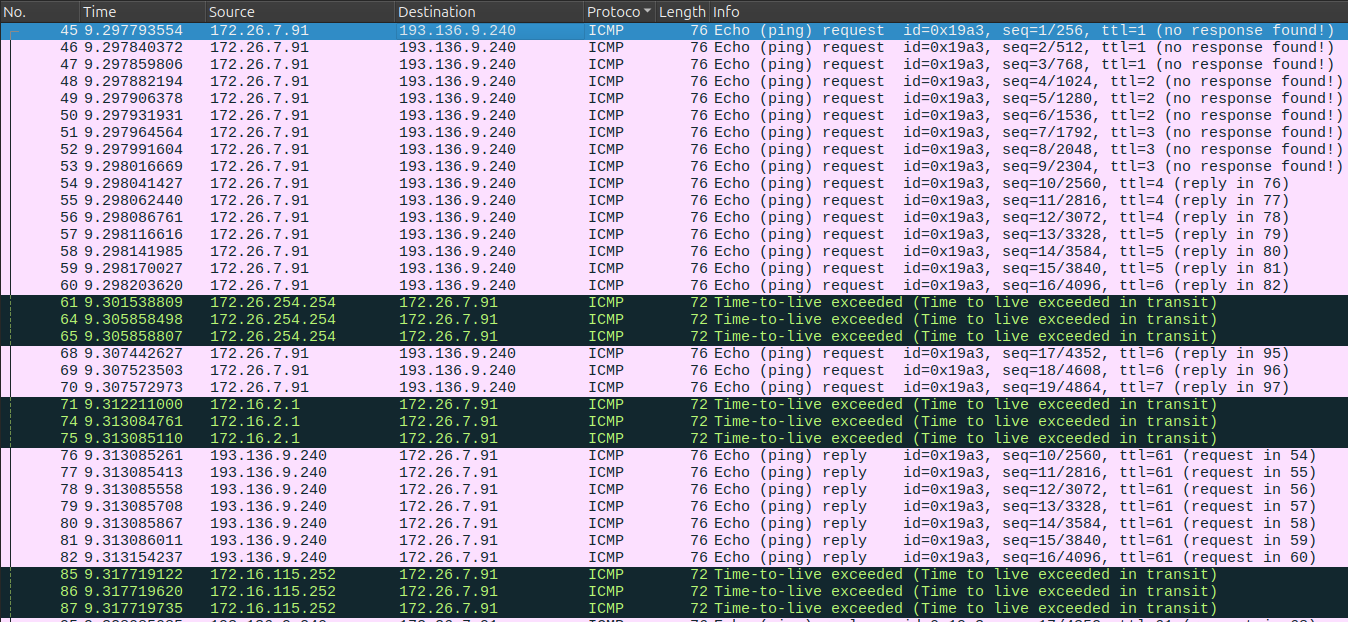 No. Time Source Destination Protoco Length Info
45 9.297793554 172.26.7.91 193.136.9.240 ICMP 76 Echo (ping) request id=0x19a3, seq=1/256, ttl=1 (no response found!)
46 9.297840372 172.26.7.91 193.136.9.240 ICMP 76 Echo (ping) request id=0x19a3, seq=2/512, ttl=1 (no response found!)
47 9.297859806 172.26.7.91 193.136.9.240 ICMP 76 Echo (ping) request id=0x19a3, seq=3/768, ttl=1 (no response found!)
48 9.297882194 172.26.7.91 193.136.9.240 ICMP 76 Echo (ping) request id=0x19a3, seq=4/1024, ttl=2 (no response found!)
49 9.297906378 172.26.7.91 193.136.9.240 ICMP 76 Echo (ping) request id=0x19a3, seq=5/1280, ttl=2 (no response found!)
50 9.297931931 172.26.7.91 193.136.9.240 ICMP 76 Echo (ping) request id=0x19a3, seq=6/1536, ttl=2 (no response found!)
51 9.297964564 172.26.7.91 193.136.9.240 ICMP 76 Echo (ping) request id=0x19a3, seq=7/1792, ttl=3 (no response found!)
52 9.297991604 172.26.7.91 193.136.9.240 ICMP 76 Echo (ping) request id=0x19a3, seq=8/2048, ttl=3 (no response found!)
53 9.298016669 172.26.7.91 193.136.9.240 ICMP 76 Echo (ping) request id=0x19a3, seq=9/2304, ttl=3 (no response found!)
54 9.298041427 172.26.7.91 193.136.9.240 ICMP 76 Echo (ping) request id=0x19a3, seq=10/2560, ttl=4 (reply in 76)
55 9.298062440 172.26.7.91 193.136.9.240 ICMP 76 Echo (ping) request id=0x19a3, seq=11/2816, ttl=4 (reply in 77)
56 9.298086761 172.26.7.91 193.136.9.240 ICMP 76 Echo (ping) request id=0x19a3, seq=12/3072, ttl=4 (reply in 78)
57 9.298116616 172.26.7.91 193.136.9.240 ICMP 76 Echo (ping) request id=0x19a3, seq=13/3328, ttl=5 (reply in 79)
58 9.298141985 172.26.7.91 193.136.9.240 ICMP 76 Echo (ping) request id=0x19a3, seq=14/3584, ttl=5 (reply in 80)
59 9.298170027 172.26.7.91 193.136.9.240 ICMP 76 Echo (ping) request id=0x19a3, seq=15/3840, ttl=5 (reply in 81)
60 9.298203620 172.26.7.91 193.136.9.240 ICMP 76 Echo (ping) request id=0x19a3, seq=16/4096, ttl=6 (reply in 82)
61 9.301538809 172.26.254.254 172.26.7.91 ICMP 72 Time-to-live exceeded (Time to live exceeded in transit)
64 9.305858498 172.26.254.254 172.26.7.91 ICMP 72 Time-to-live exceeded (Time to live exceeded in transit)
65 9.305858807 172.26.254.254 172.26.7.91 ICMP 72 Time-to-live exceeded (Time to live exceeded in transit)
68 9.307442627 172.26.7.91 193.136.9.240 ICMP 76 Echo (ping) request id=0x19a3, seq=17/4352, ttl=6 (reply in 95)
69 9.307523503 172.26.7.91 193.136.9.240 ICMP 76 Echo (ping) request id=0x19a3, seq=18/4608, ttl=6 (reply in 96)
70 9.307572973 172.26.7.91 193.136.9.240 ICMP 76 Echo (ping) request id=0x19a3, seq=19/4864, ttl=7 (reply in 97)
71 9.312211000 172.16.2.1 172.26.7.91 ICMP 72 Time-to-live exceeded (Time to live exceeded in transit)
74 9.313084761 172.16.2.1 172.26.7.91 ICMP 72 Time-to-live exceeded (Time to live exceeded in transit)
75 9.313085110 172.16.2.1 172.26.7.91 ICMP 72 Time-to-live exceeded (Time to live exceeded in transit)
76 9.313085261 193.136.9.240 172.26.7.91 ICMP 76 Echo (ping) reply id=0x19a3, seq=10/2560, ttl=61 (request in 54)
77 9.313085413 193.136.9.240 172.26.7.91 ICMP 76 Echo (ping) reply id=0x19a3, seq=11/2816, ttl=61 (request in 55)
78 9.313085558 193.136.9.240 172.26.7.91 ICMP 76 Echo (ping) reply id=0x19a3, seq=12/3072, ttl=61 (request in 56)
79 9.313085708 193.136.9.240 172.26.7.91 ICMP 76 Echo (ping) reply id=0x19a3, seq=13/3328, ttl=61 (request in 57)
80 9.313085867 193.136.9.240 172.26.7.91 ICMP 76 Echo (ping) reply id=0x19a3, seq=14/3584, ttl=61 (request in 58)
81 9.313086011 193.136.9.240 172.26.7.91 ICMP 76 Echo (ping) reply id=0x19a3, seq=15/3840, ttl=61 (request in 59)
82 9.313154237 193.136.9.240 172.26.7.91 ICMP 76 Echo (ping) reply id=0x19a3, seq=16/4096, ttl=61 (request in 60)
85 9.317719122 172.16.115.252 172.26.7.91 ICMP 72 Time-to-live exceeded (Time to live exceeded in transit)
86 9.317719620 172.16.115.252 172.26.7.91 ICMP 72 Time-to-live exceeded (Time to live exceeded in transit)
87 9.317719735 172.16.115.252 172.26.7.91 ICMP 72 Time-to-live exceeded (Time to live exceeded in transit)